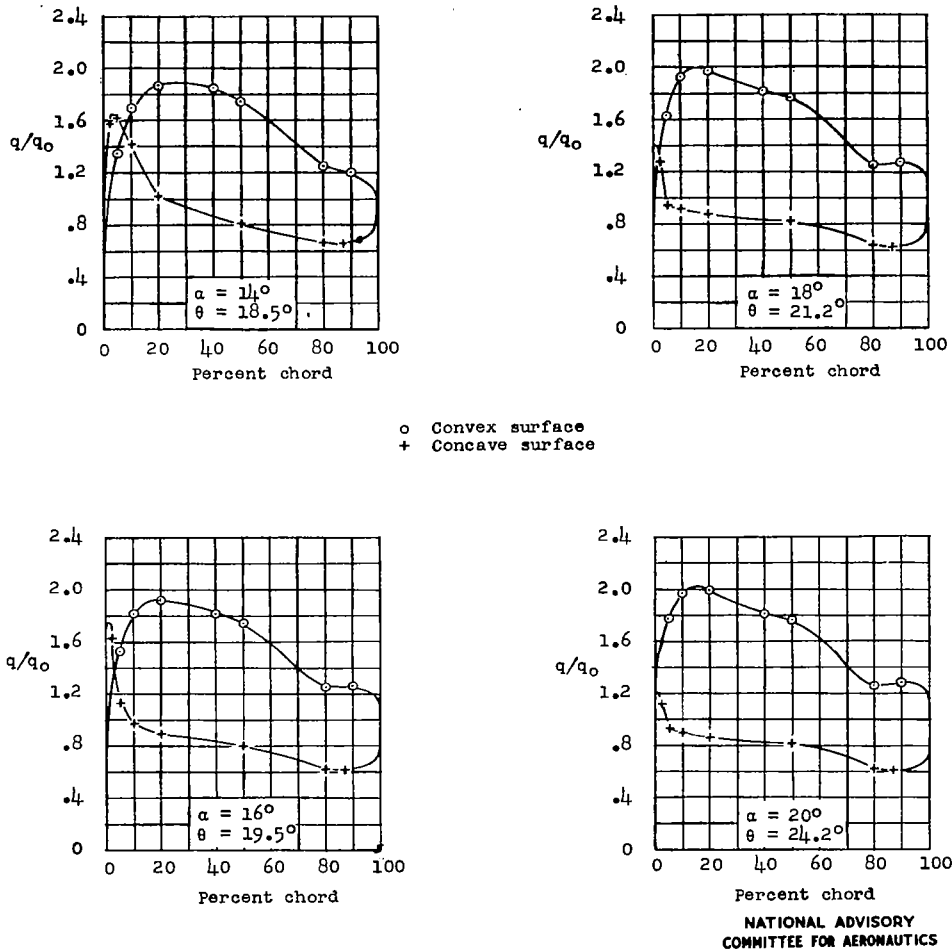 2.4
2.0
1.6
q/qo
1.2
.8
.4
0
α = 14°
θ = 18.5°
0 20 40 60 80 100
Percent chord
2.4
2.0
1.6
q/qo
1.2
.8
.4
0
α = 18°
θ = 21.2°
0 20 40 60 80 100
Percent chord
o Convex surface
+ Concave surface
2.4
2.0
1.6
q/qo
1.2
.8
.4
0
α = 16°
θ = 19.5°
0 20 40 60 80 100
Percent chord
2.4
2.0
1.6
q/qo
1.2
.8
.4
0
α = 20°
θ = 24.2°
0 20 40 60 80 100
Percent chord
NATIONAL ADVISORY
COMMITTEE FOR AERONAUTICS